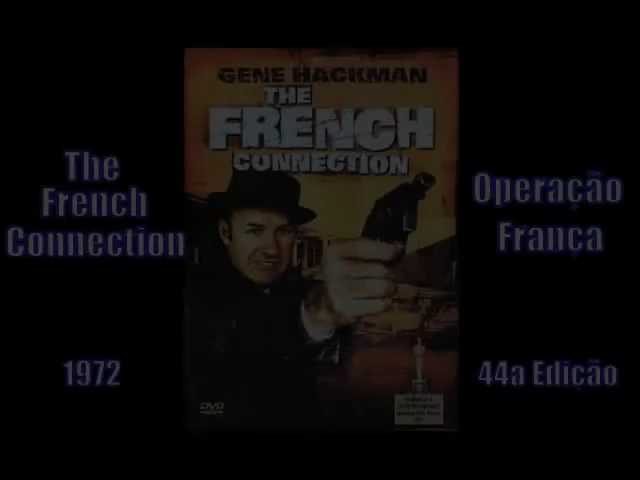 The
French
Connection
1972
GENE HACKMAN
THE
FRENCH
CONNECTION
DVD
Operação
França
44a Edição